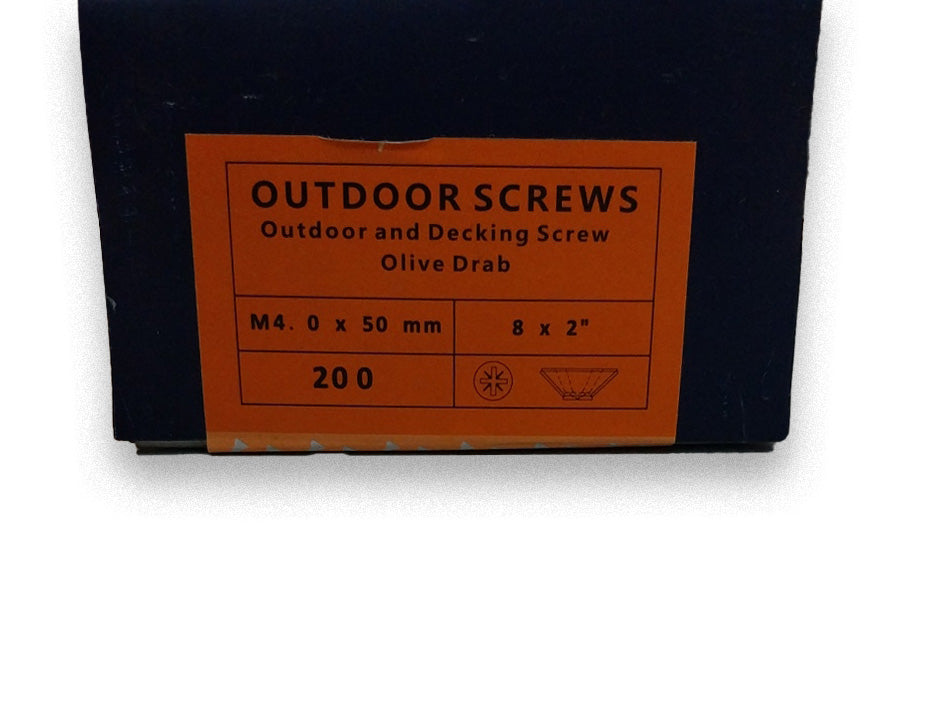 OUTDOOR SCREWS
Outdoor and Decking Screw
Olive Drab
M4. 0 x 50 mm
8 x 2"
200